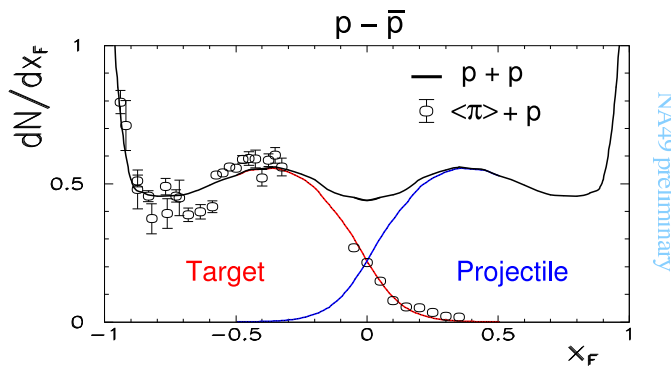 p – p̅
dN/dx_F
1
0.5
0
p + p
<π> + p
Target
Projectile
−1
−0.5
0
0.5
1
x_F
NA49 preliminary